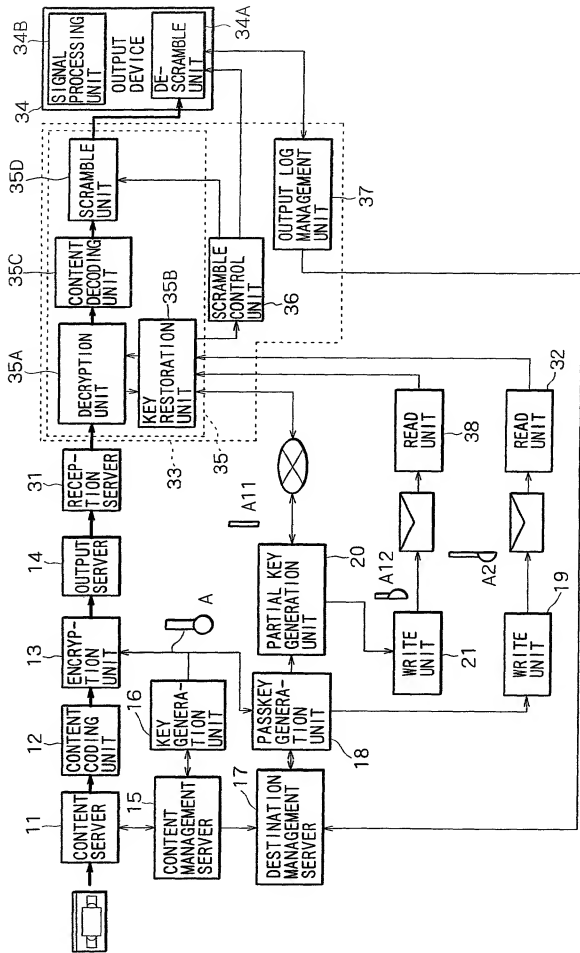 11
CONTENT SERVER
12
CONTENT CODING
UNIT
13
ENCRYP-
TION
UNIT
14
OUTPUT
SERVER
31
RECEP-
TION
SERVER
35A
DECRYPTION
UNIT
35C
CONTENT
DECODING
UNIT
35D
SCRAMBLE
UNIT
34
34B
SIGNAL
PROCESSING
UNIT
OUTPUT
DEVICE
DE-
SCRAMBLE
UNIT
34A
15
CONTENT
MANAGEMENT
SERVER
16
KEY
GENERA-
TION
UNIT
A
33
35
KEY
RESTORATION
UNIT
35B
SCRAMBLE
CONTROL
UNIT
36
OUTPUT LOG
MANAGEMENT
UNIT
37
17
DESTINATION
MANAGEMENT
SERVER
PASSKEY
GENERA-
TION
UNIT
18
PARTIAL KEY
GENERATION
UNIT
20
A11
WRITE
UNIT
21
A12
READ
UNIT
38
WRITE
UNIT
19
A2
READ
UNIT
32